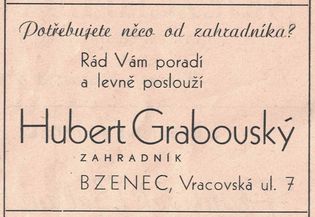 Potřebujete něco od zahradníka?
Rád Vám poradí
a levně poslouží
Hubert Grabouský
ZAHRADNÍK
BZENEC, Vracovská ul. 7